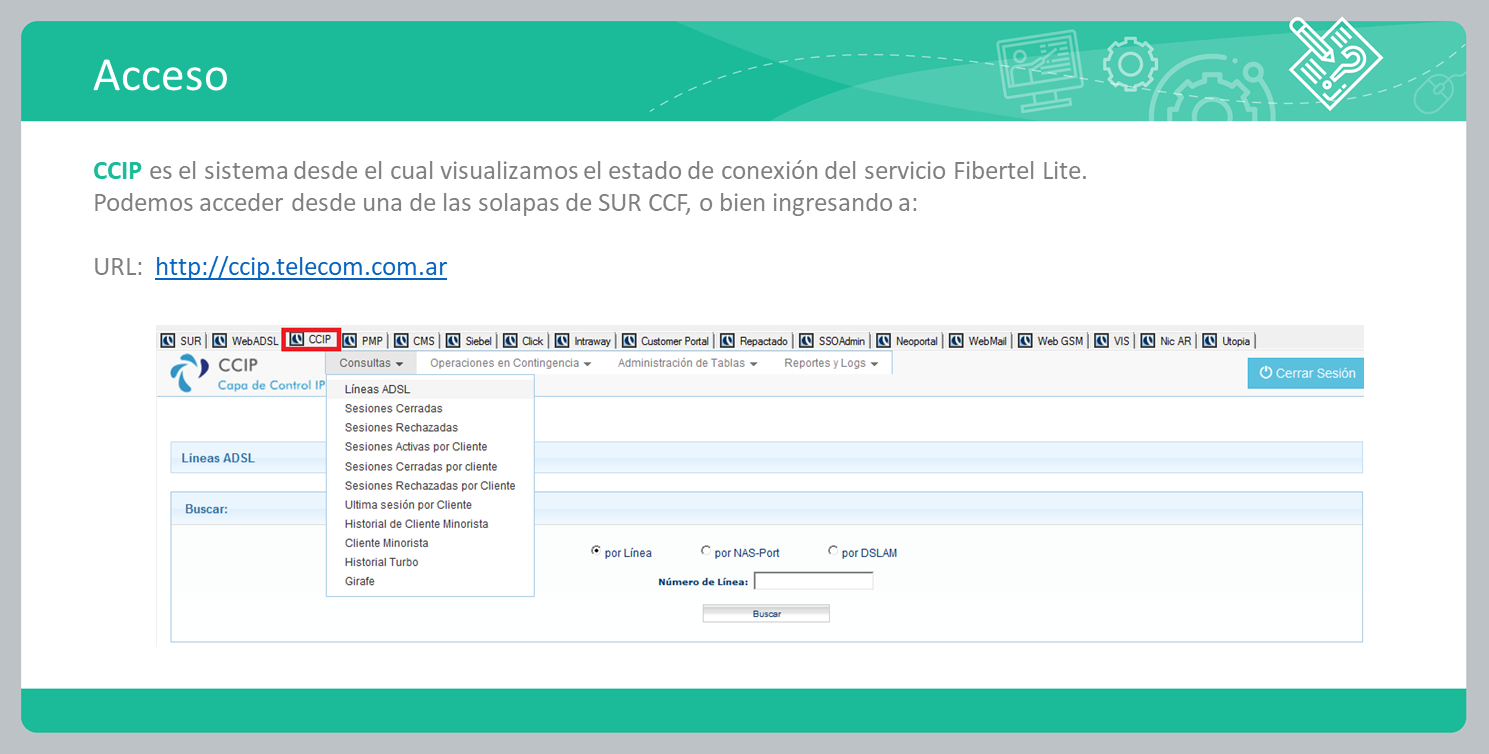 Acceso
CCIP es el sistema desde el cual visualizamos el estado de conexión del servicio Fibertel Lite.
Podemos acceder desde una de las solapas de SUR CCF, o bien ingresando a:
URL: http://ccip.telecom.com.ar
SUR WebADSL CCIP PMP CMS Siebel Click Intraway Customer Portal Repactado SSOAdmin Neoportal WebMail Web GSM VIS Nic AR Utopia
CCIP
Capa de Control IP
Consultas Operaciones en Contingencia Administración de Tablas Reportes y Logs
Cerrar Sesión
Líneas ADSL
Sesiones Cerradas
Sesiones Rechazadas
Sesiones Activas por Cliente
Sesiones Cerradas por cliente
Sesiones Rechazadas por Cliente
Ultima sesión por Cliente
Historial de Cliente Minorista
Cliente Minorista
Historial Turbo
Girafe
Líneas ADSL
Buscar:
por Línea por NAS-Port por DSLAM
Número de Línea:
Buscar